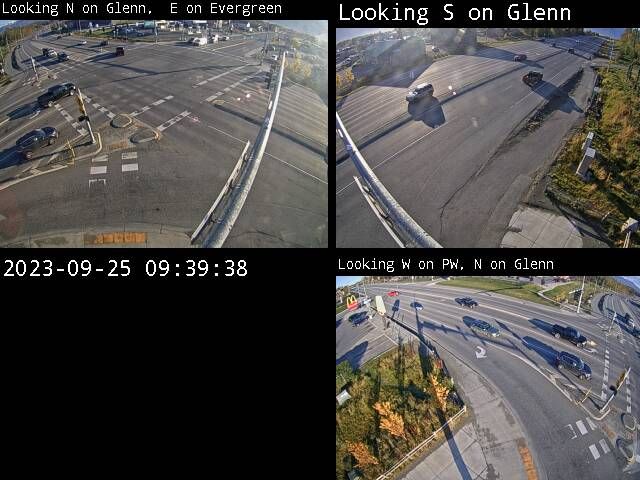 Looking N on Glenn,  E on Evergreen
Looking S on Glenn
2023-09-25 09:39:38
Looking W on PW, N on Glenn